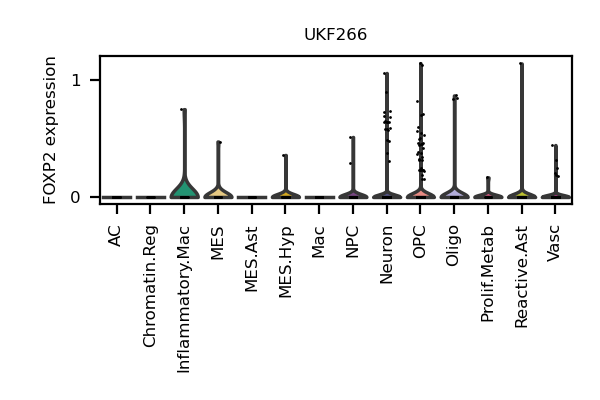 UKF266
FOXP2 expression
1
0
AC
Chromatin.Reg
Inflammatory.Mac
MES
MES.Ast
MES.Hyp
Mac
NPC
Neuron
OPC
Oligo
Prolif.Metab
Reactive.Ast
Vasc